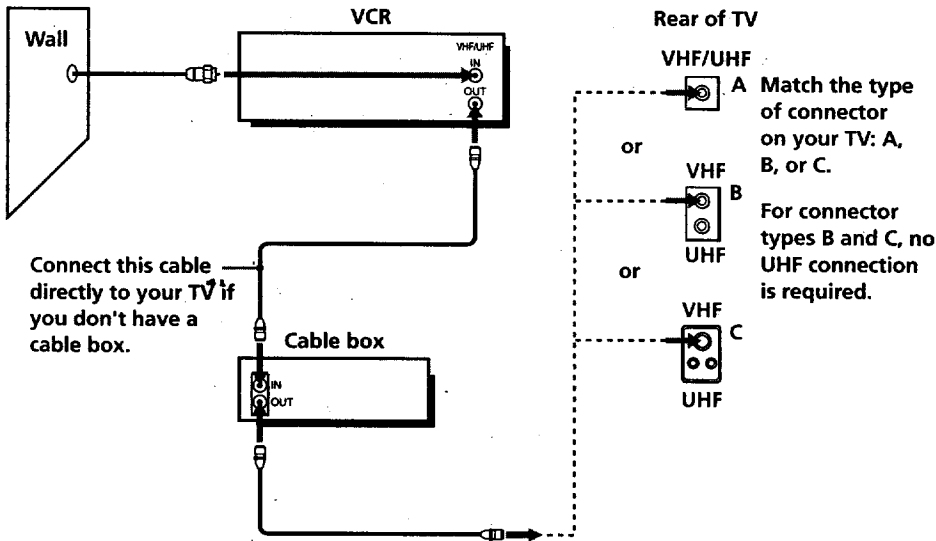 VCR
Wall
VHF/UHF
IN
OUT
Connect this cable
directly to your TV if
you don't have a
cable box.
Cable box
IN
OUT
Rear of TV
VHF/UHF
A
Match the type
of connector
on your TV: A,
B, or C.
or
VHF
B
UHF
For connector
types B and C, no
UHF connection
is required.
or
VHF
C
UHF